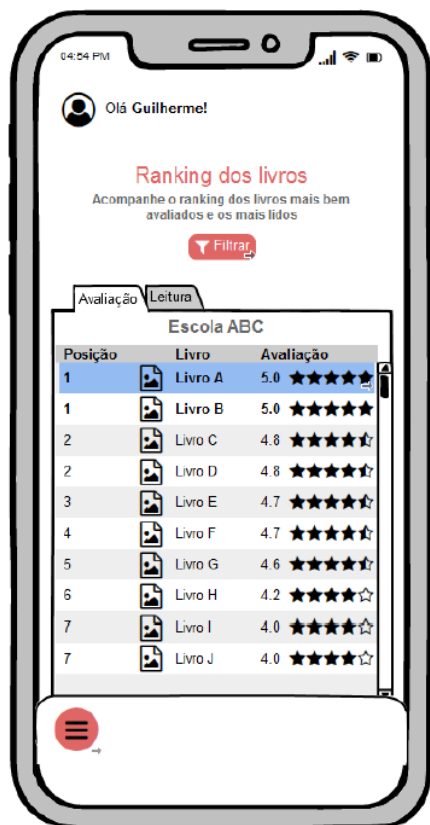 04:54 PM
Olá Guilherme!
Ranking dos livros
Acompanhe o ranking dos livros mais bem
avaliados e os mais lidos
Filtrar
Avaliação Leitura
Escola ABC
Posição Livro Avaliação
1 Livro A 5.0
1 Livro B 5.0
2 Livro C 4.8
2 Livro D 4.8
3 Livro E 4.7
4 Livro F 4.7
5 Livro G 4.6
6 Livro H 4.2
7 Livro I 4.0
7 Livro J 4.0